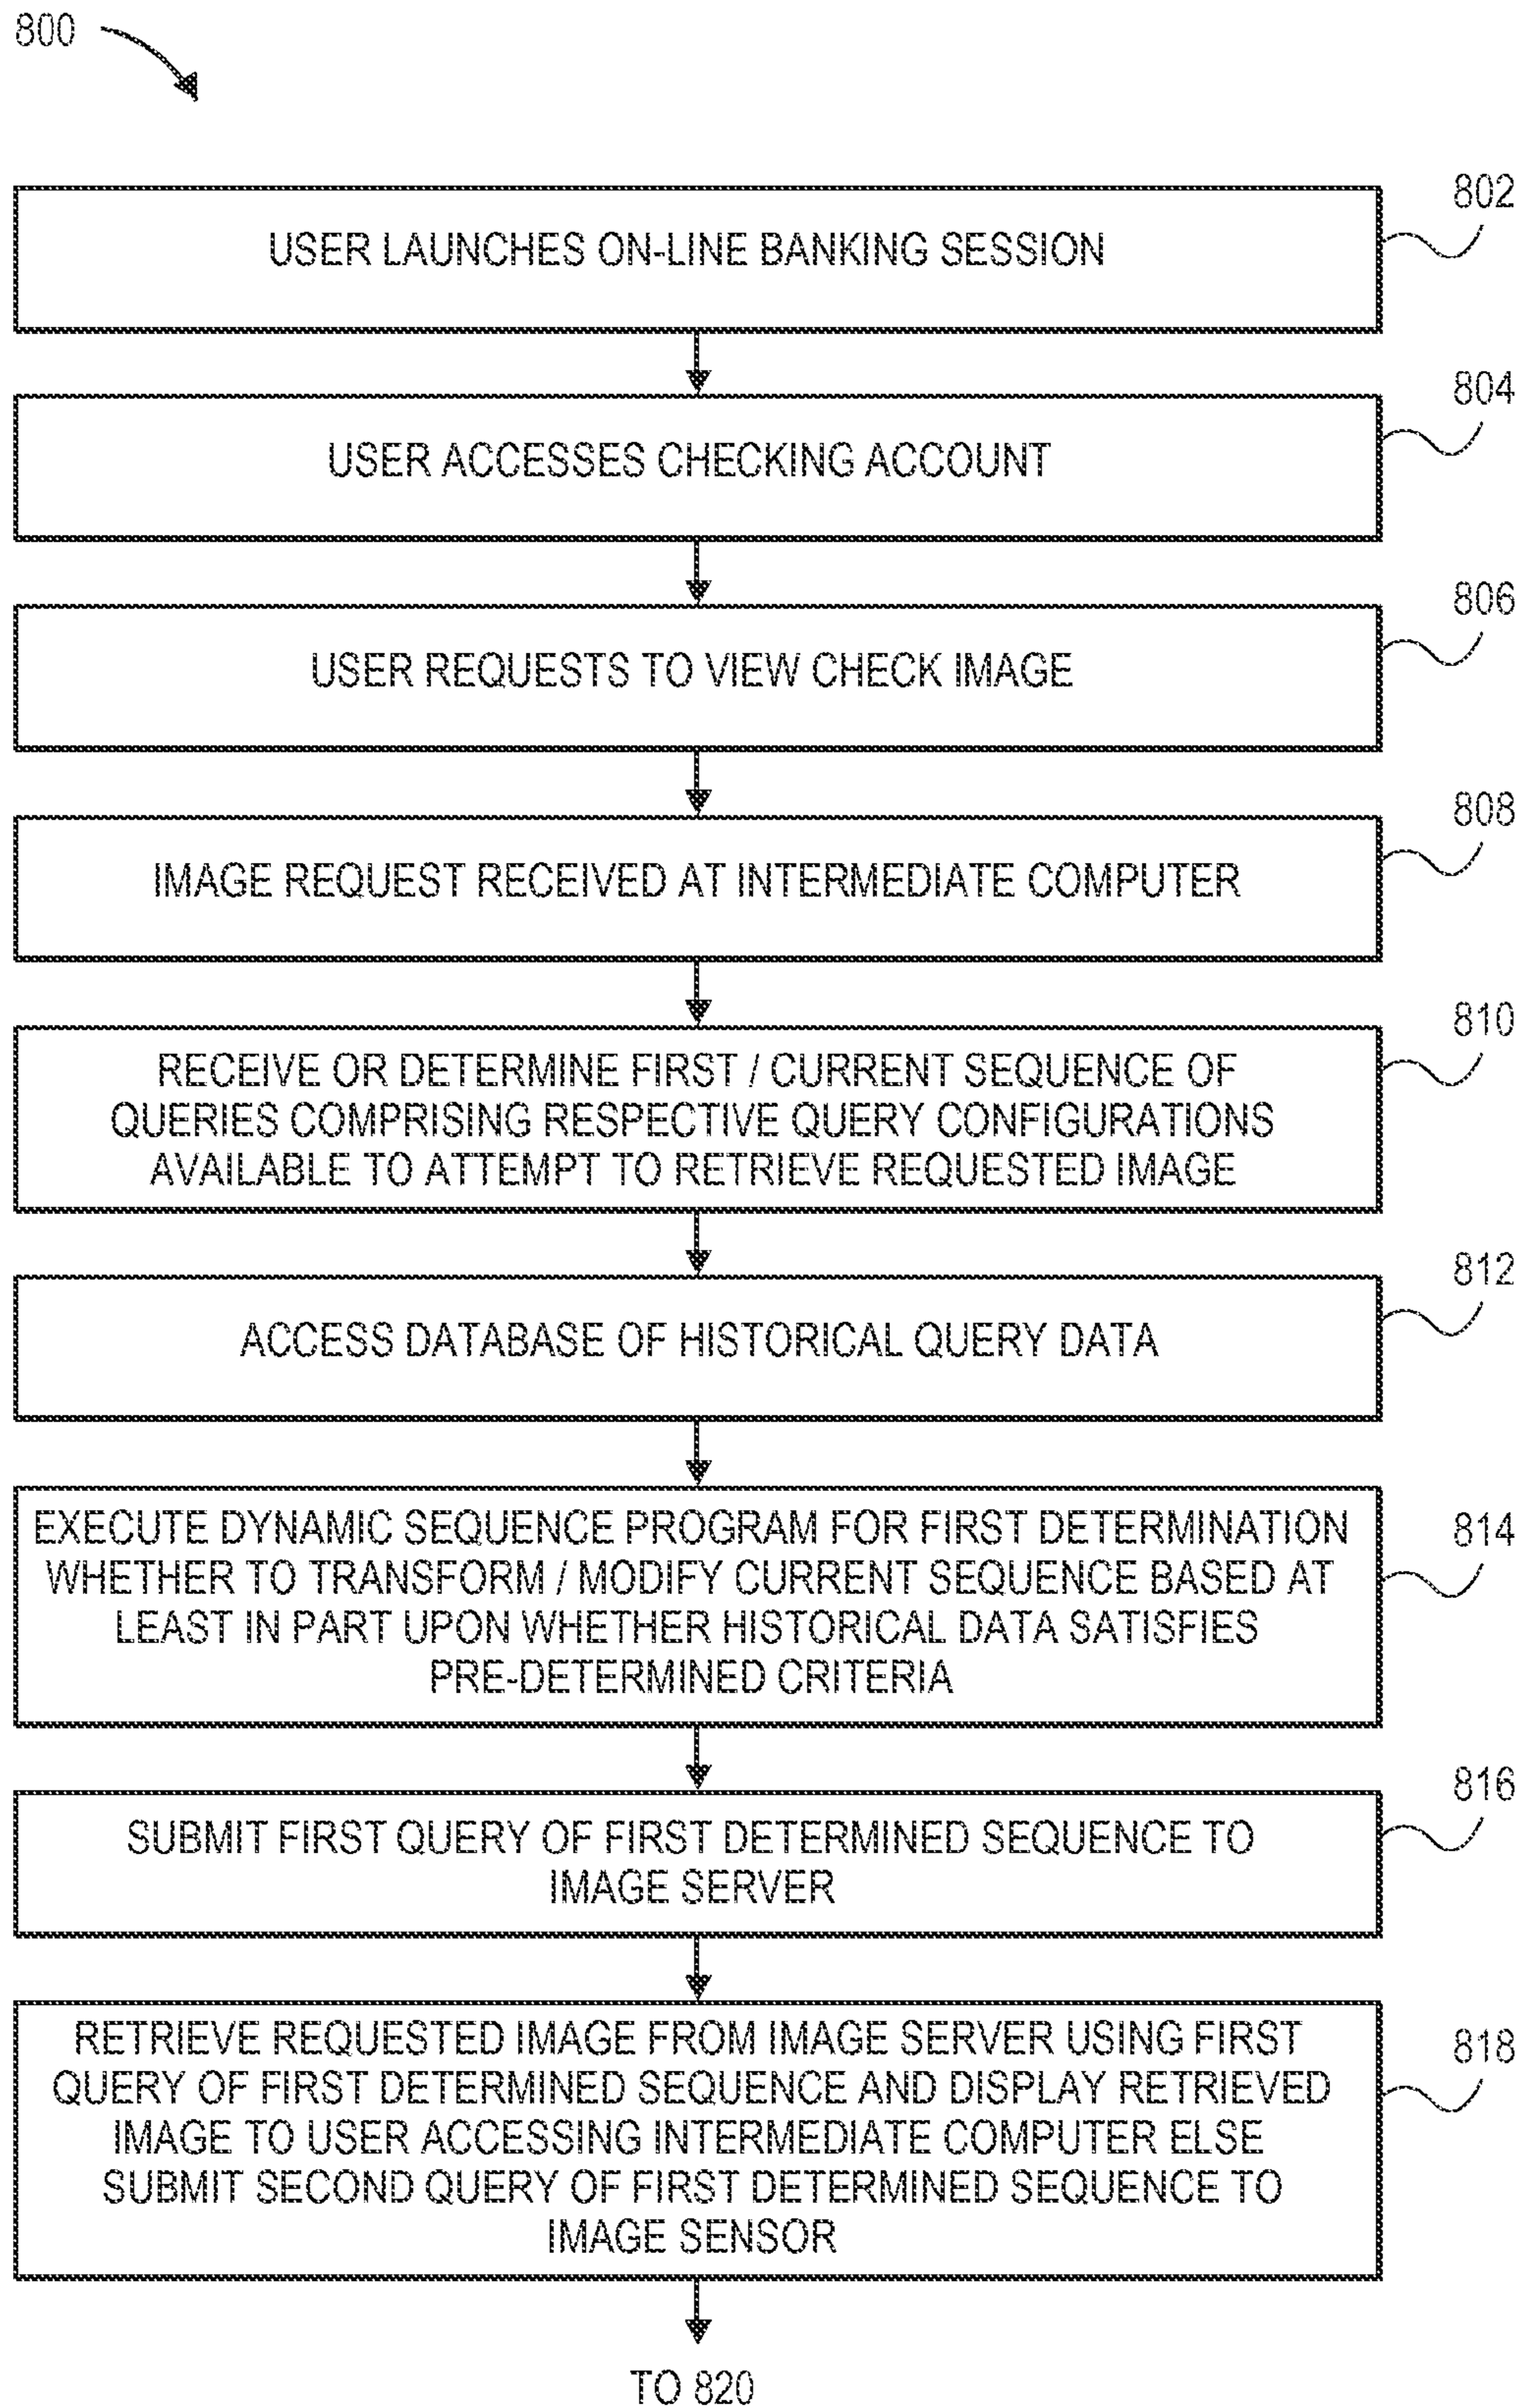 800
802
USER LAUNCHES ON-LINE BANKING SESSION
804
USER ACCESSES CHECKING ACCOUNT
806
USER REQUESTS TO VIEW CHECK IMAGE
808
IMAGE REQUEST RECEIVED AT INTERMEDIATE COMPUTER
810
RECEIVE OR DETERMINE FIRST / CURRENT SEQUENCE OF
QUERIES COMPRISING RESPECTIVE QUERY CONFIGURATIONS
AVAILABLE TO ATTEMPT TO RETRIEVE REQUESTED IMAGE
812
ACCESS DATABASE OF HISTORICAL QUERY DATA
814
EXECUTE DYNAMIC SEQUENCE PROGRAM FOR FIRST DETERMINATION
WHETHER TO TRANSFORM / MODIFY CURRENT SEQUENCE BASED AT
LEAST IN PART UPON WHETHER HISTORICAL DATA SATISFIES
PRE-DETERMINED CRITERIA
816
SUBMIT FIRST QUERY OF FIRST DETERMINED SEQUENCE TO
IMAGE SERVER
818
RETRIEVE REQUESTED IMAGE FROM IMAGE SERVER USING FIRST
QUERY OF FIRST DETERMINED SEQUENCE AND DISPLAY RETRIEVED
IMAGE TO USER ACCESSING INTERMEDIATE COMPUTER ELSE
SUBMIT SECOND QUERY OF FIRST DETERMINED SEQUENCE TO
IMAGE SENSOR
TO 820